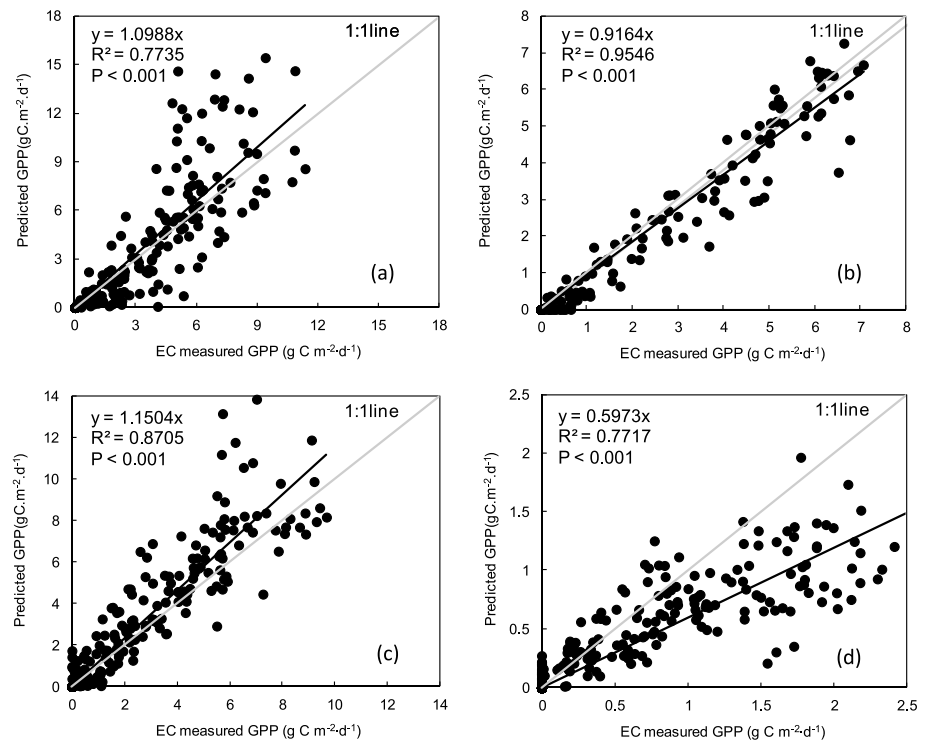 18
15
12
9
6
3
0
Predicted GPP(gC.m⁻².d⁻¹)
y = 1.0988x
R² = 0.7735
P < 0.001
1:1line
(a)
0 3 6 9 12 15 18
EC measured GPP (g C m⁻²·d⁻¹)
8
7
6
5
4
3
2
1
0
Predicted GPP(gC.m⁻².d⁻¹)
y = 0.9164x
R² = 0.9546
P < 0.001
1:1line
(b)
0 1 2 3 4 5 6 7 8
EC measured GPP (g C m⁻²·d⁻¹)
14
12
10
8
6
4
2
0
Predicted GPP(gC.m⁻².d⁻¹)
y = 1.1504x
R² = 0.8705
P < 0.001
1:1line
(c)
0 2 4 6 8 10 12 14
EC measured GPP (g C m⁻²·d⁻¹)
2.5
2
1.5
1
0.5
0
Predicted GPP(gC.m⁻².d⁻¹)
y = 0.5973x
R² = 0.7717
P < 0.001
1:1line
(d)
0 0.5 1 1.5 2 2.5
EC measured GPP (g C m⁻²·d⁻¹)